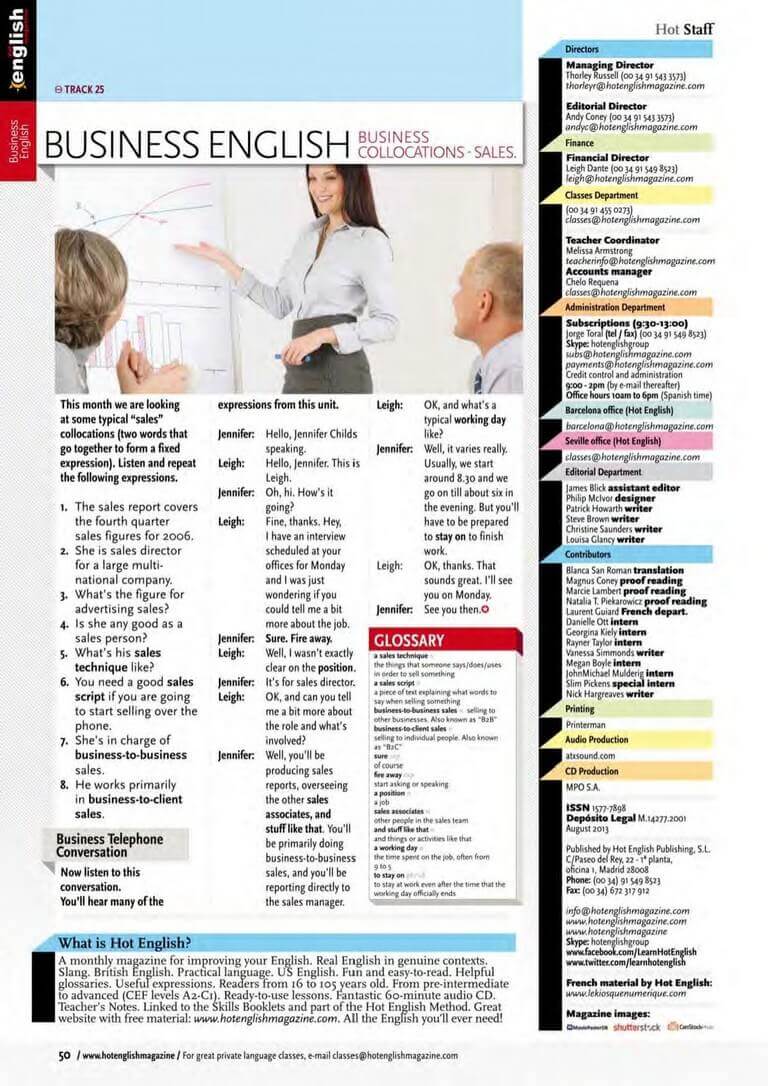 english
Business
English
TRACK 25
BUSINESS ENGLISH
BUSINESS
COLLOCATIONS - SALES.
This month we are looking
at some typical “sales”
collocations (two words that
go together to form a fixed
expression). Listen and repeat
the following expressions.
1. The sales report covers
the fourth quarter
sales figures for 2006.
2. She is sales director
for a large multi-
national company.
3. What's the figure for
advertising sales?
4. Is she any good as a
sales person?
5. What's his sales
technique like?
6. You need a good sales
script if you are going
to start selling over the
phone.
7. She's in charge of
business-to-business
sales.
8. He works primarily
in business-to-client
sales.
Business Telephone
Conversation
Now listen to this
conversation.
You'll hear many of the
expressions from this unit.
Jennifer: Hello, Jennifer Childs
speaking.
Leigh: Hello, Jennifer. This is
Leigh.
Jennifer: Oh, hi. How's it
going?
Leigh: Fine, thanks. Hey,
I have an interview
scheduled at your
offices for Monday
and I was just
wondering if you
could tell me a bit
more about the job.
Jennifer: Sure. Fire away.
Leigh: Well, I wasn't exactly
clear on the position.
Jennifer: It's for sales director.
Leigh: OK, and can you tell
me a bit more about
the role and what's
involved?
Jennifer: Well, you'll be
producing sales
reports, overseeing
the other sales
associates, and
stuff like that. You'll
be primarily doing
business-to-business
sales, and you'll be
reporting directly to
the sales manager.
Leigh: OK, and what's a
typical working day
like?
Jennifer: Well, it varies really.
Usually, we start
around 8.30 and we
go on till about six in
the evening. But you'll
have to be prepared
to stay on to finish
work.
Leigh: OK, thanks. That
sounds great. I'll see
you on Monday.
Jennifer: See you then.
GLOSSARY
a sales technique
the things that someone says/does/uses
in order to sell something
a sales script
a piece of text explaining what words to
say when selling something
business-to-business sales selling to
other businesses. Also known as "B2B"
business-to-client sales
selling to individual people. Also known
as "B2C"
sure
of course
fire away
start asking or speaking
a position
a job
sales associates
other people in the sales team
and stuff like that
and things or activities like that
a working day
the time spent on the job, often from
9 to 5
to stay on
to stay at work even after the time that the
working day officially ends
What is Hot English?
A monthly magazine for improving your English. Real English in genuine contexts.
Slang. British English. Practical language. US English. Fun and easy-to-read. Helpful
glossaries. Useful expressions. Readers from 16 to 105 years old. From pre-intermediate
to advanced (CEF levels A2-C1). Ready-to-use lessons. Fantastic 60-minute audio CD.
Teacher's Notes. Linked to the Skills Booklets and part of the Hot English Method. Great
website with free material: www.hotenglishmagazine.com. All the English you'll ever need!
50 / www.hotenglishmagazine / For great private language classes, e-mail classes@hotenglishmagazine.com
Hot Staff
Directors
Managing Director
Thorley Russell (00 34 91 543 3573)
thorleyr@hotenglishmagazine.com
Editorial Director
Andy Coney (00 34 91 543 3573)
andyc@hotenglishmagazine.com
Finance
Financial Director
Leigh Dante (00 34 91 549 8523)
leigh@hotenglishmagazine.com
Classes Department
(00 34 91 455 0273)
classes@hotenglishmagazine.com
Teacher Coordinator
Melissa Armstrong
teacherinfo@hotenglishmagazine.com
Accounts manager
Chelo Requena
classes@hotenglishmagazine.com
Administration Department
Subscriptions (9:30-13:00)
Jorge Toral (tel / fax) (00 34 91 549 8523)
Skype: hotenglishgroup
subs@hotenglishmagazine.com
payments@hotenglishmagazine.com
Credit control and administration
9:00 - 2pm (by e-mail thereafter)
Office hours 10am to 6pm (Spanish time)
Barcelona office (Hot English)
barcelona@hotenglishmagazine.com
Seville office (Hot English)
classes@hotenglishmagazine.com
Editorial Department
James Blick assistant editor
Philip McIvor designer
Patrick Howarth writer
Steve Brown writer
Christine Saunders writer
Louisa Glancy writer
Contributors
Blanca San Roman translation
Magnus Coney proof reading
Marcie Lambert proof reading
Natalia T. Piekarowicz proof reading
Laurent Guiard French depart.
Danielle Ott intern
Georgina Kiely intern
Rayner Taylor intern
Vanessa Simmonds writer
Megan Boyle intern
JohnMichael Mulderig intern
Slim Pickens special intern
Nick Hargreaves writer
Printing
Printerman
Audio Production
atxsound.com
CD Production
MPO S.A.
ISSN 1577-7898
Depósito Legal M.14277.2001
August 2013
Published by Hot English Publishing, S.L.
C/Paseo del Rey, 22 - 1ª planta,
oficina 1, Madrid 28008
Phone: (00 34) 91 549 8523
Fax: (00 34) 672 317 912
info@hotenglishmagazine.com
www.hotenglishmagazine.com
www.hotenglishmagazine
Skype: hotenglishgroup
www.facebook.com/LearnHotEnglish
www.twitter.com/learnhotenglish
French material by Hot English:
www.lekiosquenumerique.com
Magazine images:
MoviePosterDB shutterstock CanStockPhoto